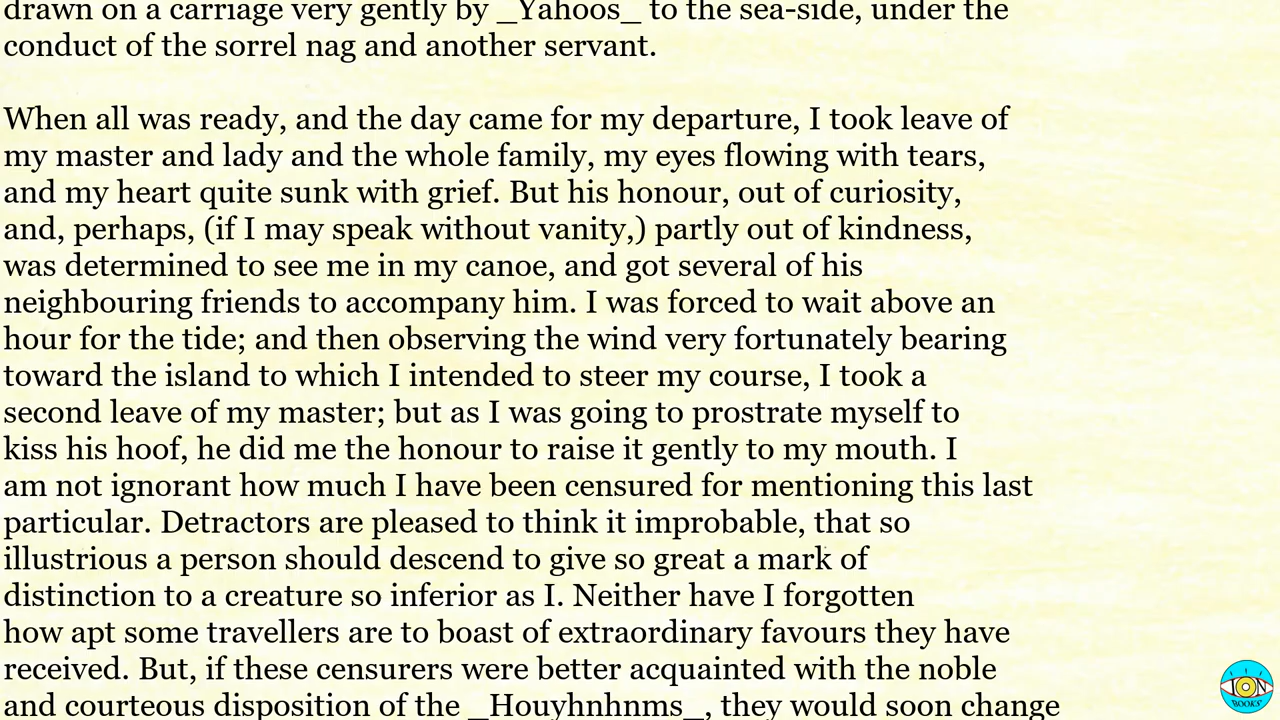 drawn on a carriage very gently by _Yahoos_ to the sea-side, under the
conduct of the sorrel nag and another servant.
When all was ready, and the day came for my departure, I took leave of
my master and lady and the whole family, my eyes flowing with tears,
and my heart quite sunk with grief. But his honour, out of curiosity,
and, perhaps, (if I may speak without vanity,) partly out of kindness,
was determined to see me in my canoe, and got several of his
neighbouring friends to accompany him. I was forced to wait above an
hour for the tide; and then observing the wind very fortunately bearing
toward the island to which I intended to steer my course, I took a
second leave of my master; but as I was going to prostrate myself to
kiss his hoof, he did me the honour to raise it gently to my mouth. I
am not ignorant how much I have been censured for mentioning this last
particular. Detractors are pleased to think it improbable, that so
illustrious a person should descend to give so great a mark of
distinction to a creature so inferior as I. Neither have I forgotten
how apt some travellers are to boast of extraordinary favours they have
received. But, if these censurers were better acquainted with the noble
and courteous disposition of the _Houyhnhnms_, they would soon change
ION
BOOKS